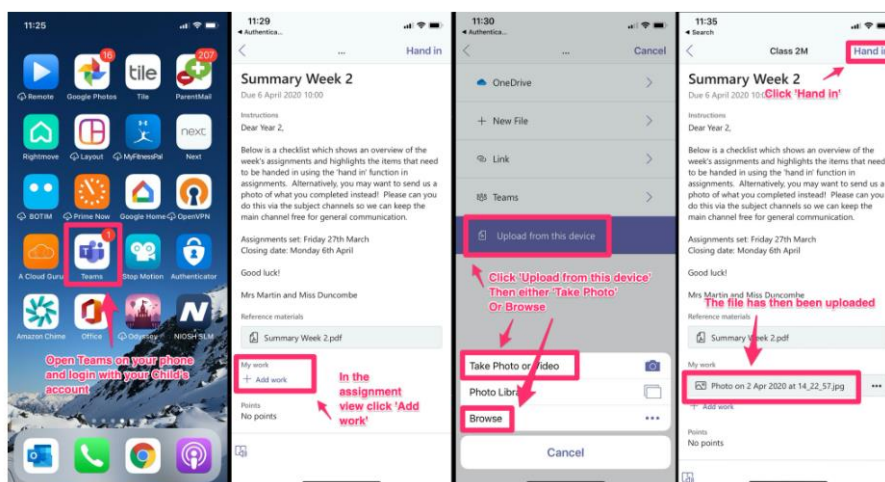 11:25
16
207
tile
Remote
Google Photos
Tile
ParentMail
next
Rightmove
Layout
MyFitnessPal
Next
BOTIM
Prime Now
Google Home
OpenVPN
1
A Cloud Guru
Teams
Stop Motion
Authenticator
N
Amazon Chime
Office
Odyssey
NIOSH SLM
Open Teams on your phone
and login with your Child's
account
11:29
Authentica...
...
Hand in
Summary Week 2
Due 6 April 2020 10:00
Instructions
Dear Year 2,
Below is a checklist which shows an overview of the
week's assignments and highlights the items that need
to be handed in using the 'hand in' function in
assignments. Alternatively, you may want to send us a
photo of what you completed instead! Please can you
do this via the subject channels so we can keep the
main channel free for general communication.
Assignments set: Friday 27th March
Closing date: Monday 6th April
Good luck!
Mrs Martin and Miss Duncombe
Reference materials
Summary Week 2.pdf
My work
+ Add work
Points
No points
In the
assignment
view click 'Add
work'
11:30
Authentica...
...
Cancel
OneDrive
+ New File
Link
Teams
Upload from this device
Click 'Upload from this device'
Then either 'Take Photo'
Or Browse
Take Photo or Video
Photo Library
Browse
Cancel
11:35
Search
Class 2M
Hand in
Summary Week 2
Due 6 April 2020 10:0
Click 'Hand in'
Instructions
Dear Year 2,
Below is a checklist which shows an overview of the
week's assignments and highlights the items that need
to be handed in using the 'hand in' function in
assignments. Alternatively, you may want to send us a
photo of what you completed instead! Please can you
do this via the subject channels so we can keep the
main channel free for general communication.
Assignments set: Friday 27th March
Closing date: Monday 6th April
Good luck!
Mrs Martin and Miss Duncombe
The file has then been uploaded
Reference materials
Summary Week 2.pdf
My work
Photo on 2 Apr 2020 at 14_22_57.jpg
+ Add work
Points
No points